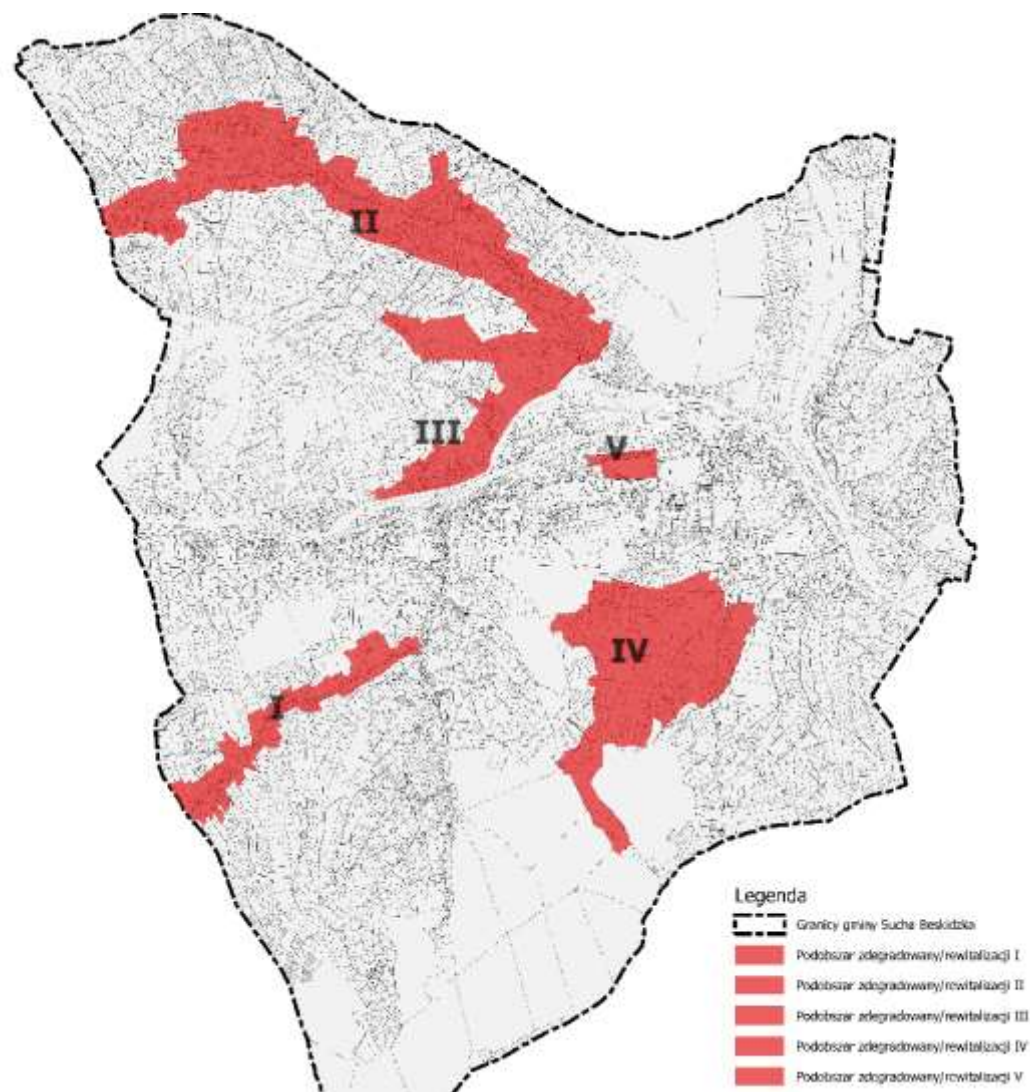 II
III
V
IV
I
Legenda
Granicy gminy Sucha Beskidzka
Podobszar zdegradowany/rewitalizacji I
Podobszar zdegradowany/rewitalizacji II
Podobszar zdegradowany/rewitalizacji III
Podobszar zdegradowany/rewitalizacji IV
Podobszar zdegradowany/rewitalizacji V